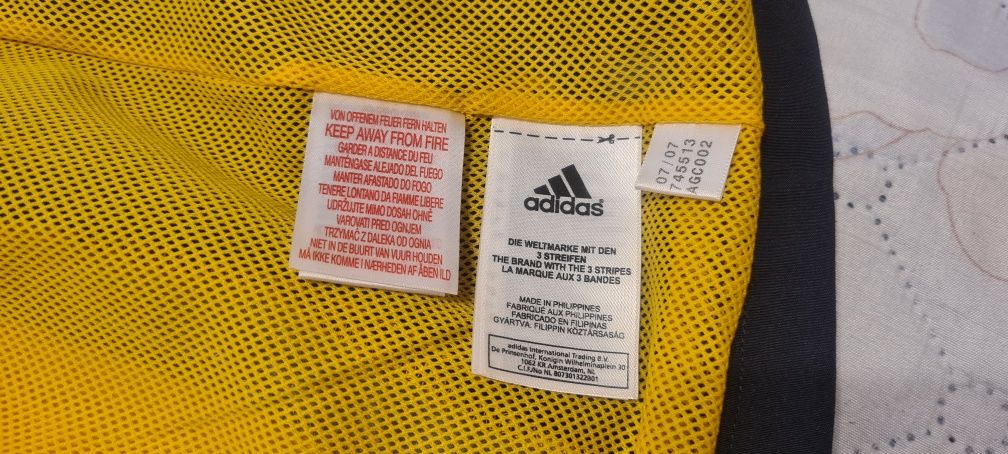 VON OFFENEM FEUER FERN HALTEN
KEEP AWAY FROM FIRE
GARDER A DISTANCE DU FEU
MANTÉNGASE ALEJADO DEL FUEGO
MANTER AFASTADO DO FOGO
TENERE LONTANO DA FIAMME LIBERE
UDRŽUJTE MIMO DOSAH OHNĚ
VAROVATI PRED OGNJEM
TRZYMAĆ Z DALEKA OD OGNIA
NIET IN DE BUURT VAN VUUR HOUDEN
MÅ IKKE KOMME I NÆRHEDEN AF ÅBEN ILD
adidas
DIE WELTMARKE MIT DEN
3 STREIFEN
THE BRAND WITH THE 3 STRIPES
LA MARQUE AUX 3 BANDES
MADE IN PHILIPPINES
FABRIQUÉ AUX PHILIPPINES
FABRICADO EN FILIPINAS
GYÁRTVA: FILIPPIN KÖZTÁRSASÁG
adidas International Trading B.V.
De Prinsenhof, Konigin Wilhelminaplein 30
1062 KR Amsterdam, NL
C.I.F./No NL 807301322B01
07/07
745513
AGC002